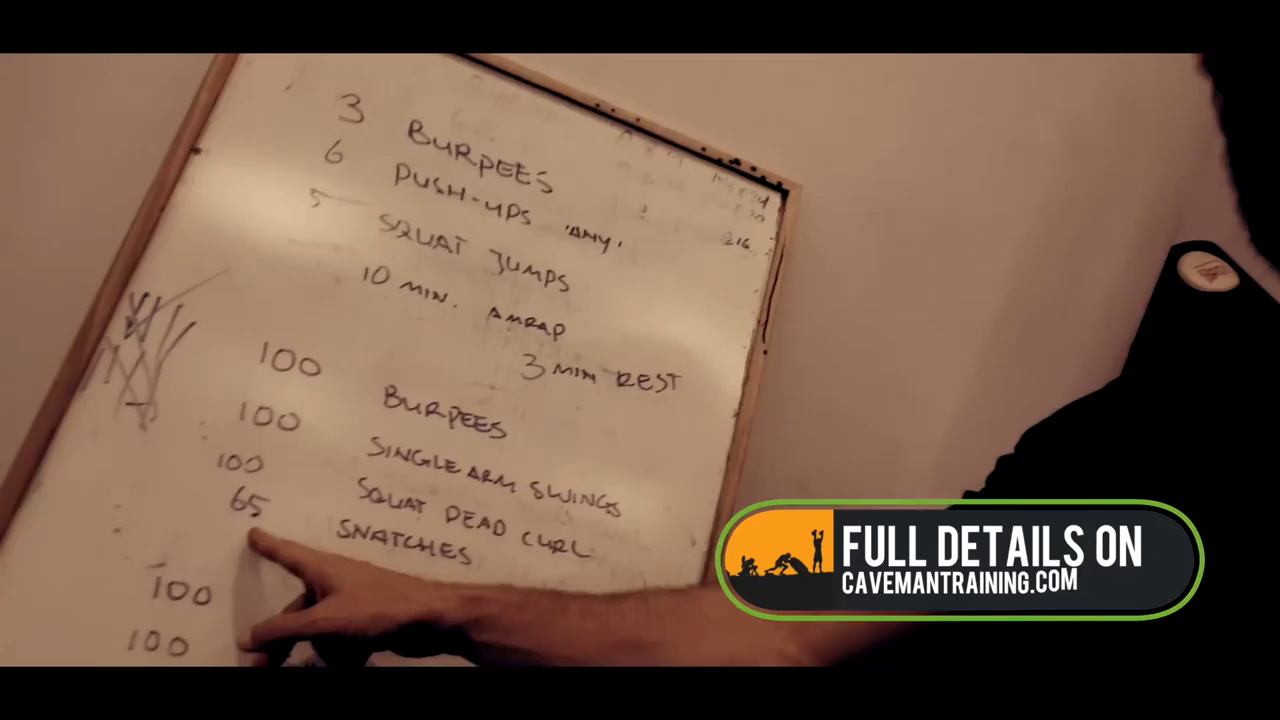 3 BURPEES
6 PUSH-UPS 'ANY'
5 SQUAT JUMPS
10 MIN. AMRAP
3 MIN REST
100 BURPEES
100 SINGLE ARM SWINGS
100 SQUAT DEAD CURL
65 SNATCHES
100
100
216
FULL DETAILS ON
CAVEMANTRAINING.COM